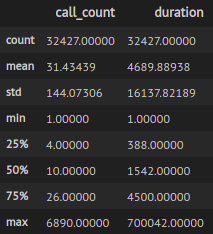 call_count duration
count 32427.00000 32427.00000
mean 31.43439 4689.88938
std 144.07306 16137.82189
min 1.00000 1.00000
25% 4.00000 388.00000
50% 10.00000 1542.00000
75% 26.00000 4500.00000
max 6890.00000 700042.00000